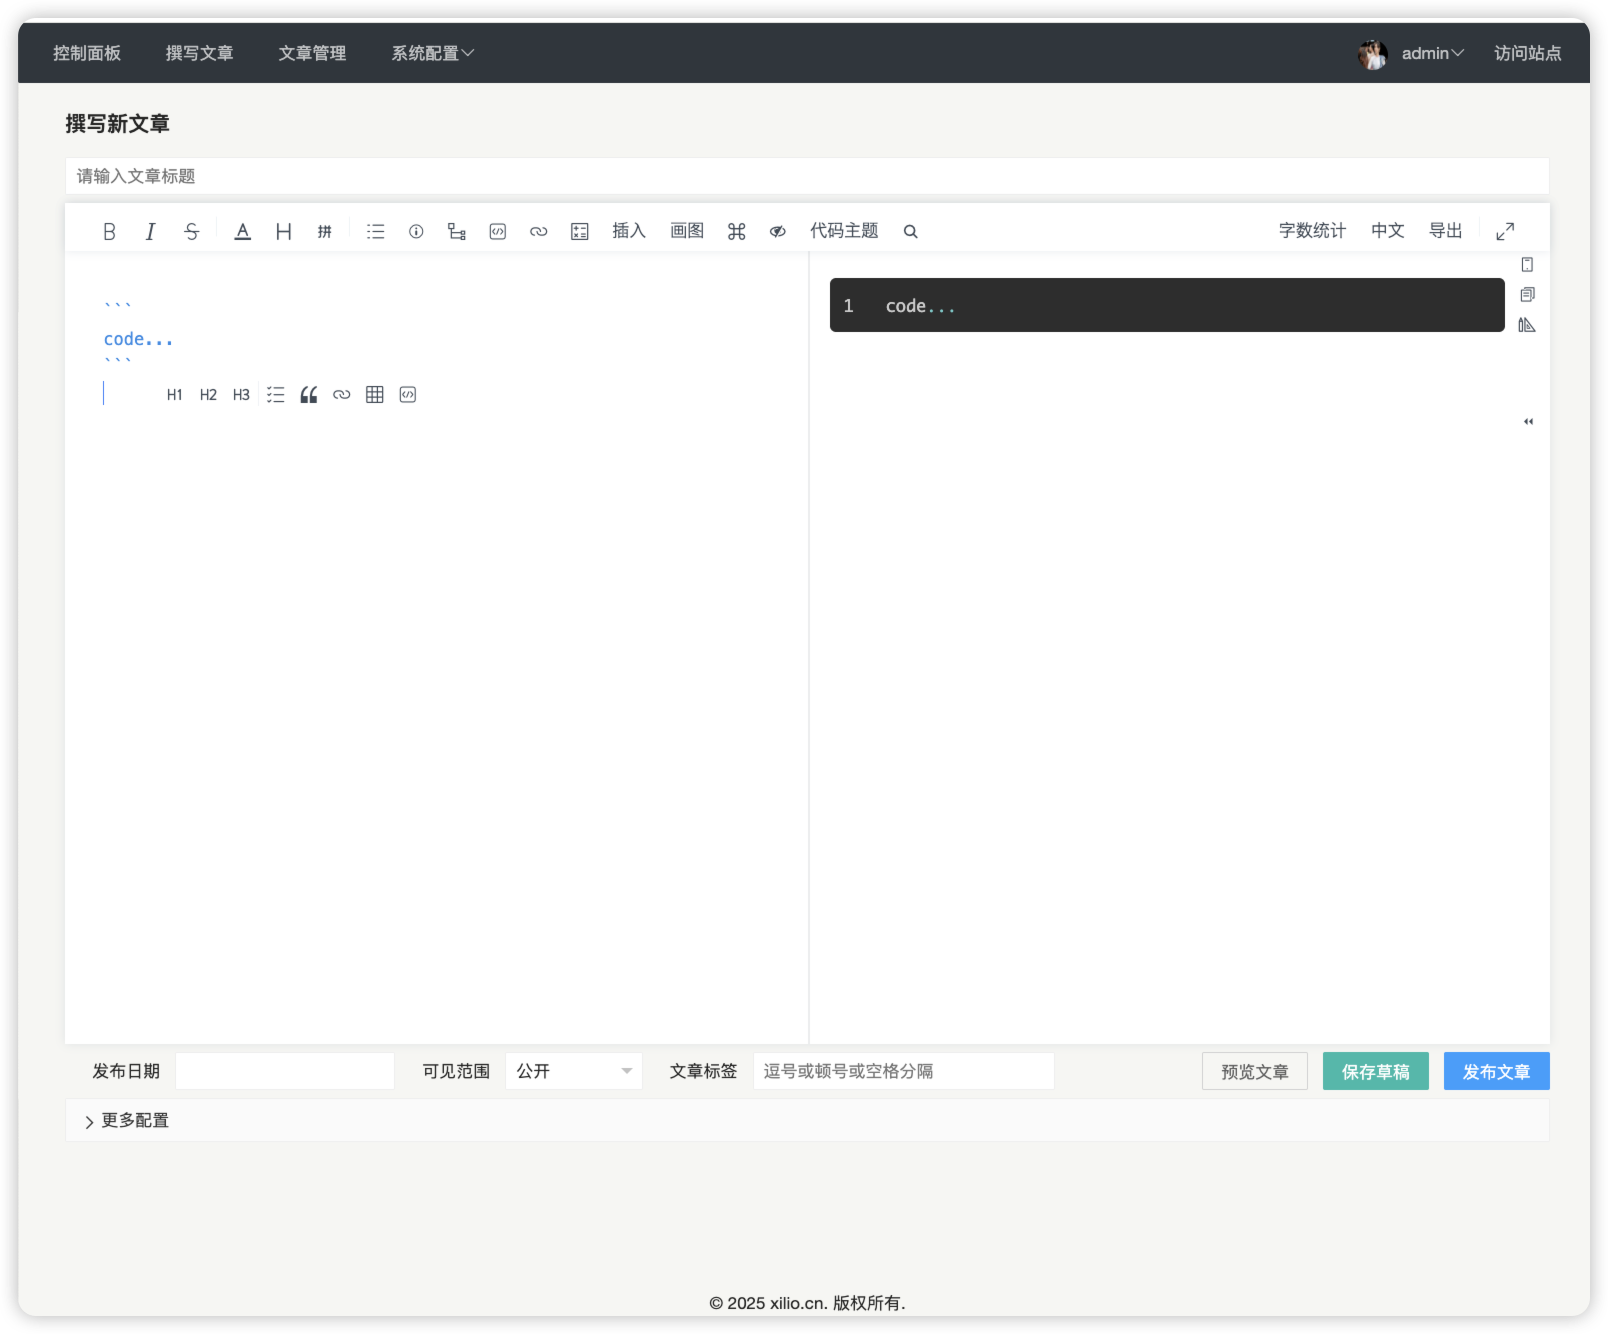 控制面板 撰写文章 文章管理 系统配置 admin 访问站点
撰写新文章
请输入文章标题
B I S A H 拼 插入 画图 代码主题 字数统计 中文 导出
```
code...
```
H1 H2 H3
1 code...
发布日期 可见范围 公开 文章标签 逗号或顿号或空格分隔 预览文章 保存草稿 发布文章
更多配置
© 2025 xilio.cn. 版权所有.